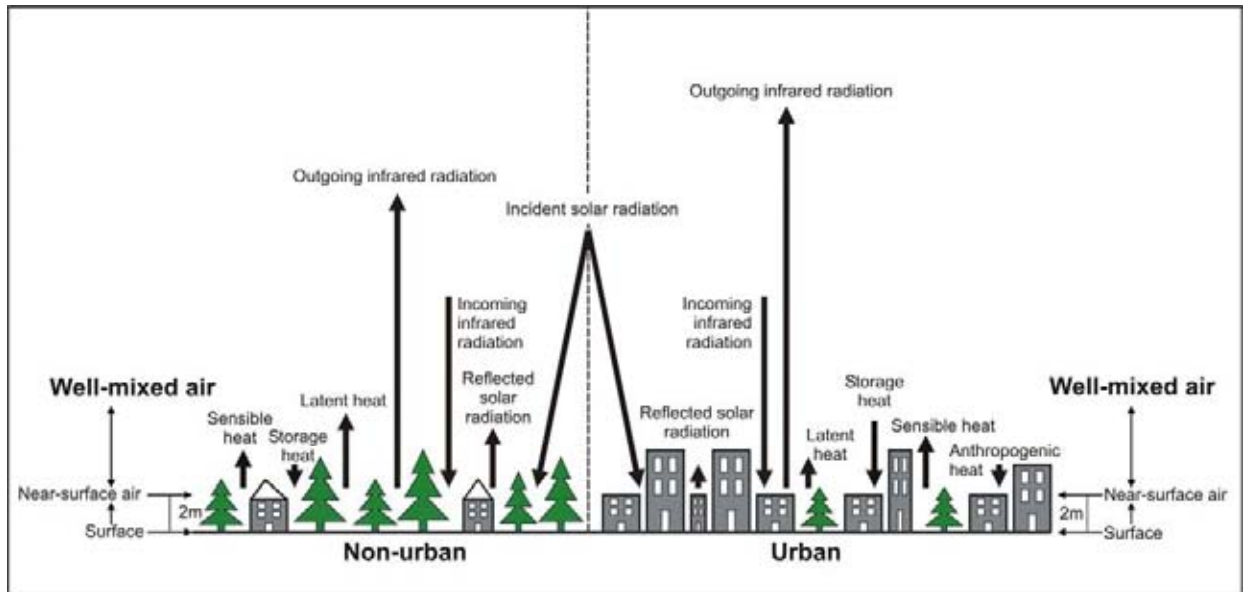 Outgoing infrared radiation
Outgoing infrared radiation
Incident solar radiation
Incoming
infrared
radiation
Incoming
infrared
radiation
Well-mixed air
Sensible
heat
Storage
heat
Latent heat
Reflected
solar
radiation
Reflected solar
radiation
Latent
heat
Storage
heat
Sensible heat
Anthropogenic
heat
Well-mixed air
Near-surface air
2m
Surface
Near-surface air
2m
Surface
Non-urban
Urban